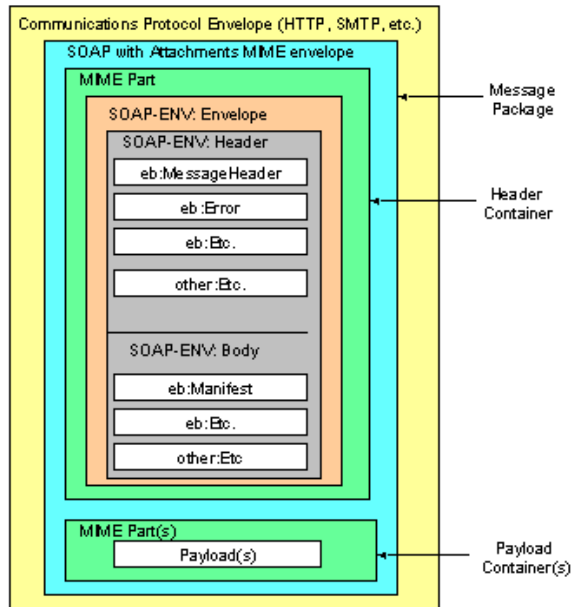 Communications Protocol Envelope (HTTP, SMTP, etc.)
SOAP with Attachments MIME envelope
MIME Part
SOAP-ENV: Envelope
SOAP-ENV: Header
eb:MessageHeader
eb:Error
eb:Etc.
other:Etc.
SOAP-ENV: Body
eb:Manifest
eb:Etc.
other:Etc
MIME Part(s)
Payload(s)
Message
Package
Header
Container
Payload
Container(s)